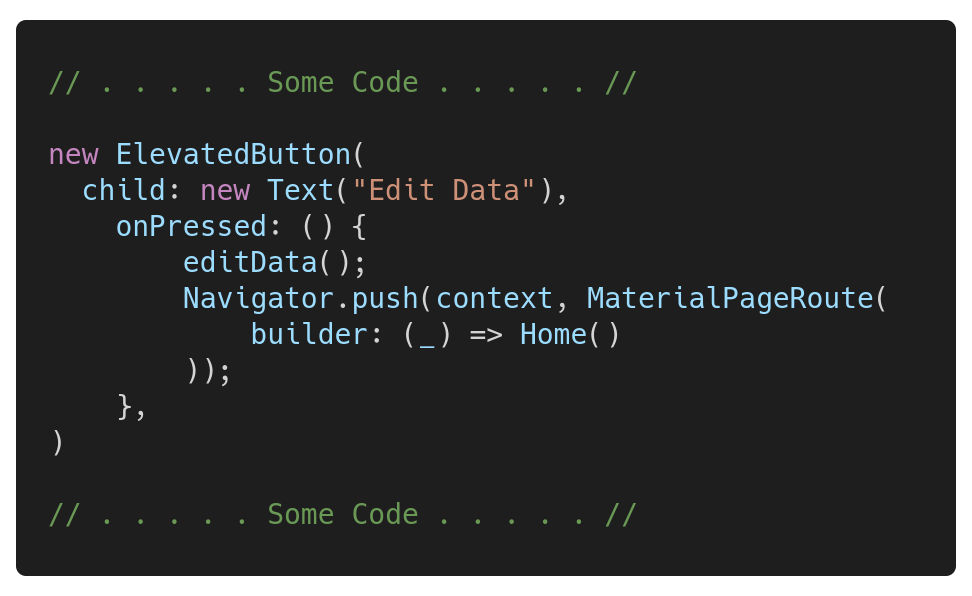 // . . . . . Some Code . . . . . //
new ElevatedButton(
  child: new Text("Edit Data"),
    onPressed: () {
        editData();
        Navigator.push(context, MaterialPageRoute(
            builder: (_) => Home()
        ));
    },
)
// . . . . . Some Code . . . . . //